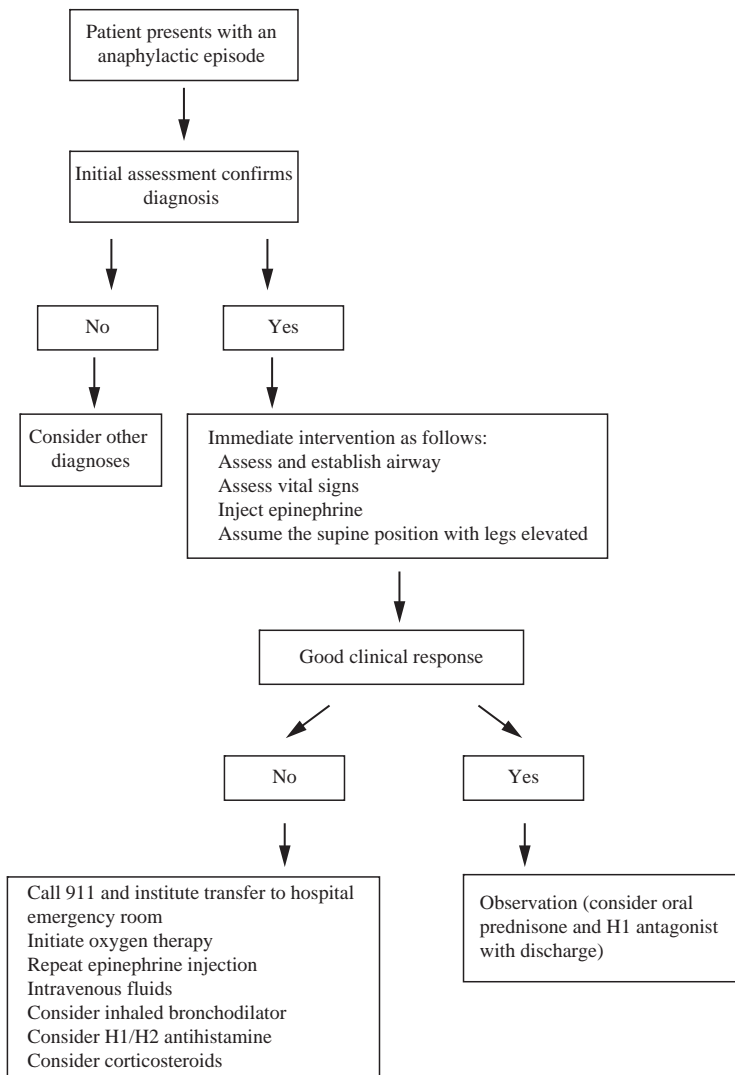 Patient presents with an
anaphylactic episode
Initial assessment confirms
diagnosis
No
Yes
Consider other
diagnoses
Immediate intervention as follows:
Assess and establish airway
Assess vital signs
Inject epinephrine
Assume the supine position with legs elevated
Good clinical response
No
Yes
Call 911 and institute transfer to hospital
emergency room
Initiate oxygen therapy
Repeat epinephrine injection
Intravenous fluids
Consider inhaled bronchodilator
Consider H1/H2 antihistamine
Consider corticosteroids
Observation (consider oral
prednisone and H1 antagonist
with discharge)